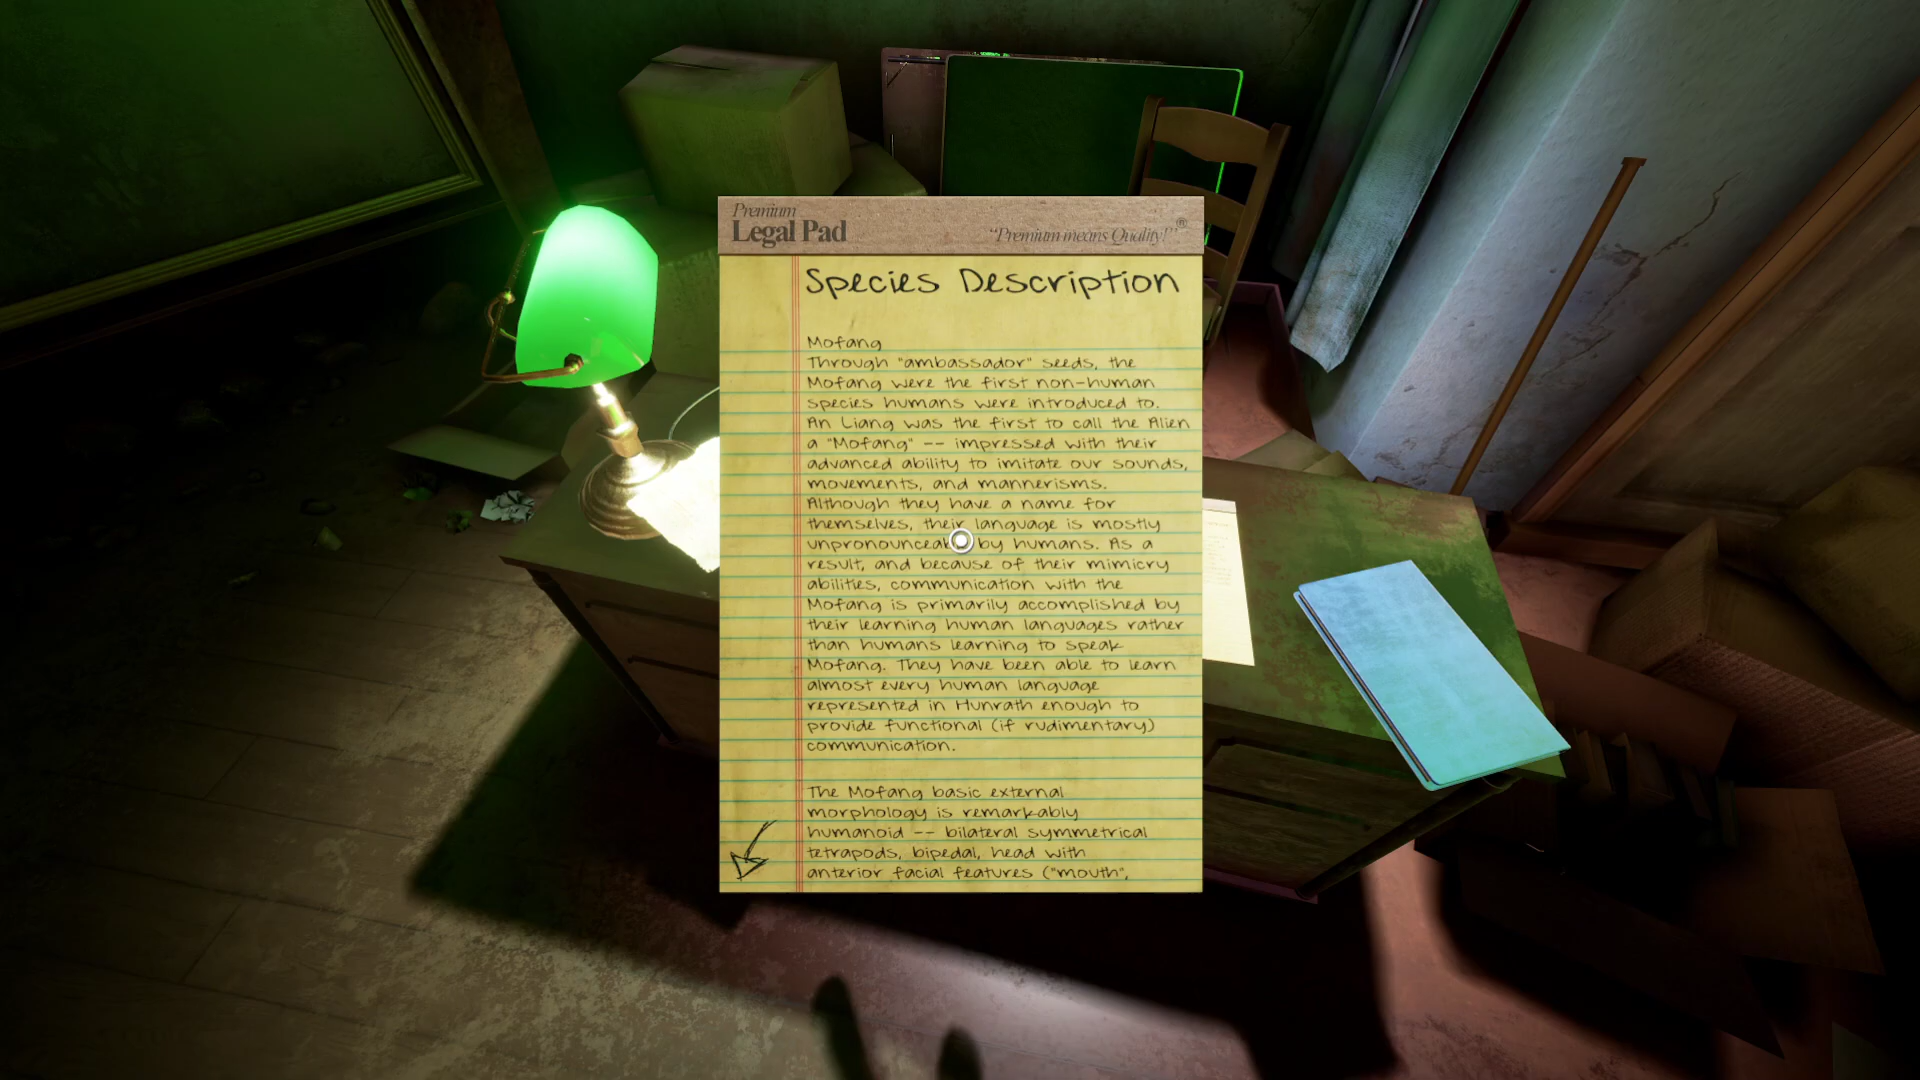 Premium
Legal Pad
"Premium means Quality!"®
Species Description
Mofang
Through "ambassador" seeds, the
Mofang were the first non-human
species humans were introduced to.
An Liang was the first to call the Alien
a "Mofang" -- impressed with their
advanced ability to imitate our sounds,
movements, and mannerisms.
Although they have a name for
themselves, their language is mostly
unpronounceable by humans. As a
result, and because of their mimicry
abilities, communication with the
Mofang is primarily accomplished by
their learning human languages rather
than humans learning to speak
Mofang. They have been able to learn
almost every human language
represented in Hunrath enough to
provide functional (if rudimentary)
communication.
The Mofang basic external
morphology is remarkably
humanoid -- bilateral symmetrical
tetrapods, bipedal, head with
anterior facial features ("mouth",